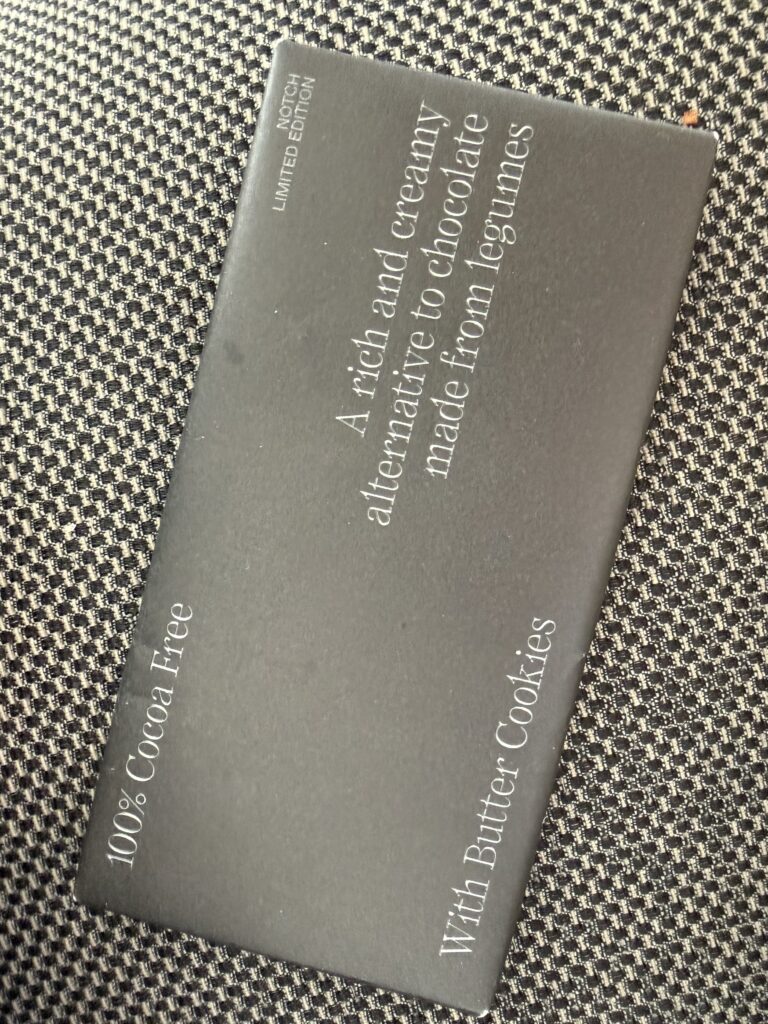 100% Cocoa Free
NOTCH
LIMITED EDITION
A rich and creamy
alternative to chocolate
made from legumes
With Butter Cookies